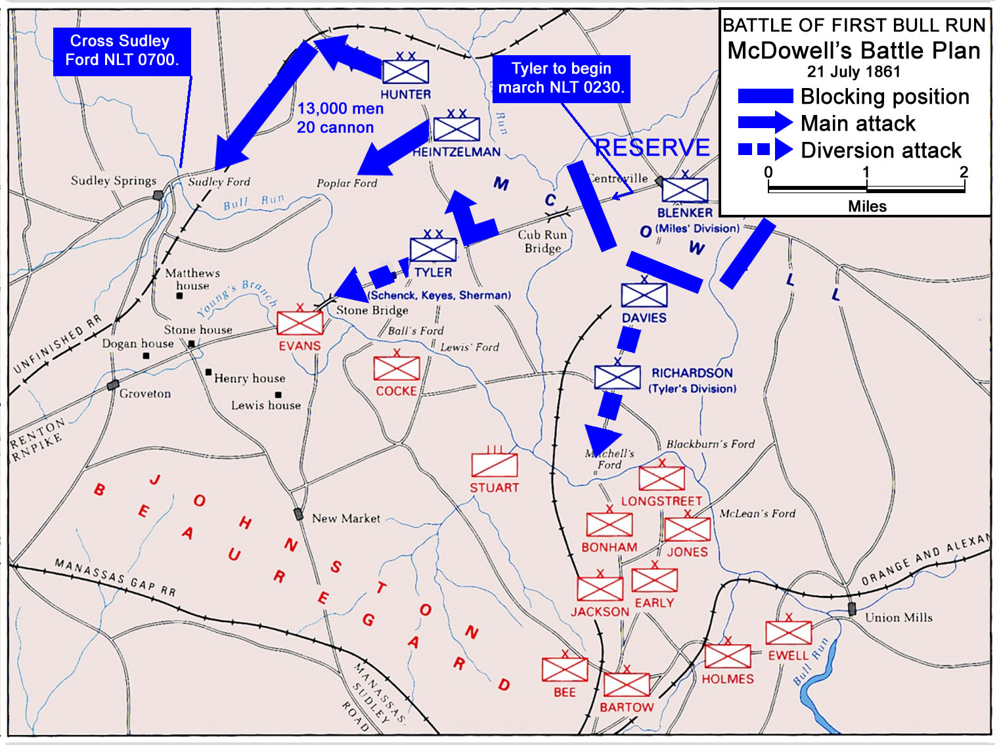 BATTLE OF FIRST BULL RUN
McDowell's Battle Plan
21 July 1861
Blocking position
Main attack
Diversion attack
0 1 2
Miles
Cross Sudley
Ford NLT 0700.
Tyler to begin
march NLT 0230.
X X
HUNTER
13,000 men
20 cannon
X X
HEINTZELMAN
Run
RESERVE
Sudley Springs
Sudley Ford
Poplar Ford
Bull Run
Centreville
X
BLENKER
(Miles' Division)
M C D O W E L L
Cub Run
Bridge
X X
TYLER
(Schenck, Keyes, Sherman)
Stone Bridge
Matthews
house
Young's Branch
Stone house
Dogan house
UNFINISHED RR
Henry house
Lewis house
Groveton
RENTON
RNPIKE
X
EVANS
Ball's Ford
Lewis' Ford
X
COCKE
X
DAVIES
X
RICHARDSON
(Tyler's Division)
Mitchell's
Ford
Blackburn's Ford
STUART
X
LONGSTREET
McLean's Ford
X
BONHAM
X
JONES
X
JACKSON
X
EARLY
New Market
JOHNSTON
BEAUREGARD
MANASSAS GAP RR
MANASSAS-
SUDLEY
ROAD
ORANGE AND ALEXAN
Union Mills
X
EWELL
X
HOLMES
Bull Run
X
BEE
X
BARTOW